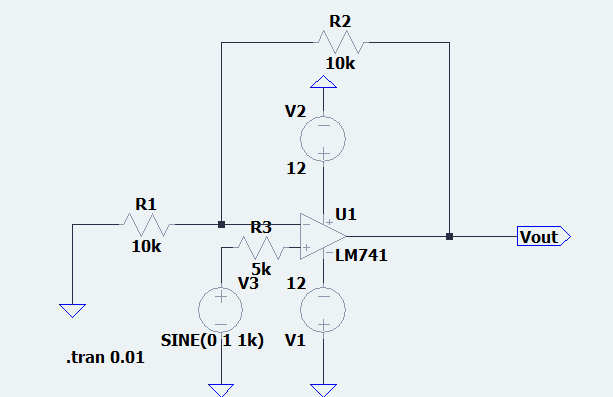 R2
10k
V2
12
R1
10k
U1
R3
LM741
5k
V3
12
SINE(0 1 1k)
V1
Vout
.tran 0.01